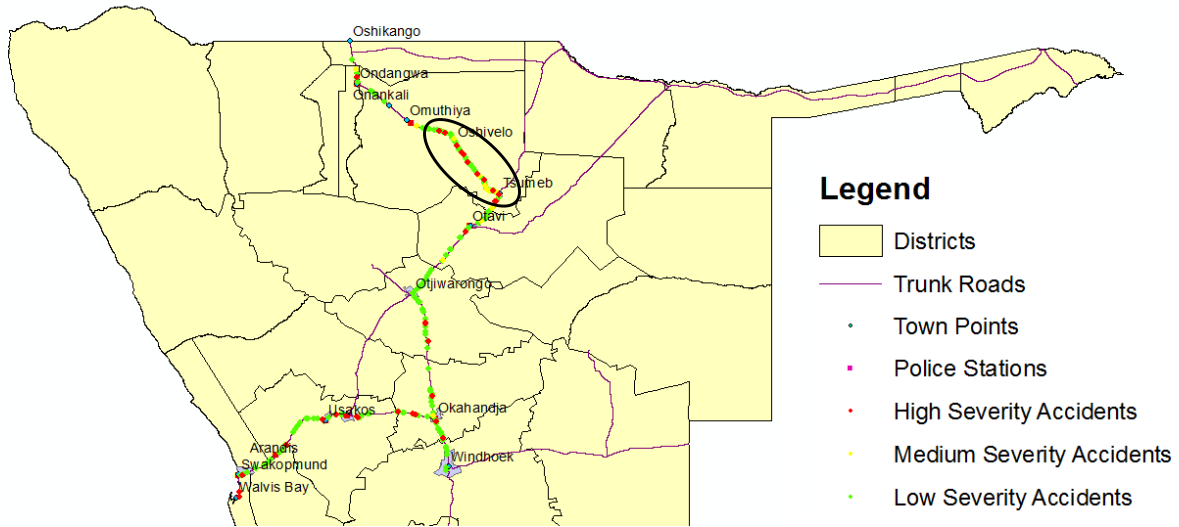 Oshikango
Ondangwa
Onankali
Omuthiya
Oshivelo
Tsumeb
Otavi
Otjiwarongo
Usakos
Okahandja
Arandis
Swakopmund
Windhoek
Walvis Bay
Legend
Districts
Trunk Roads
Town Points
Police Stations
High Severity Accidents
Medium Severity Accidents
Low Severity Accidents